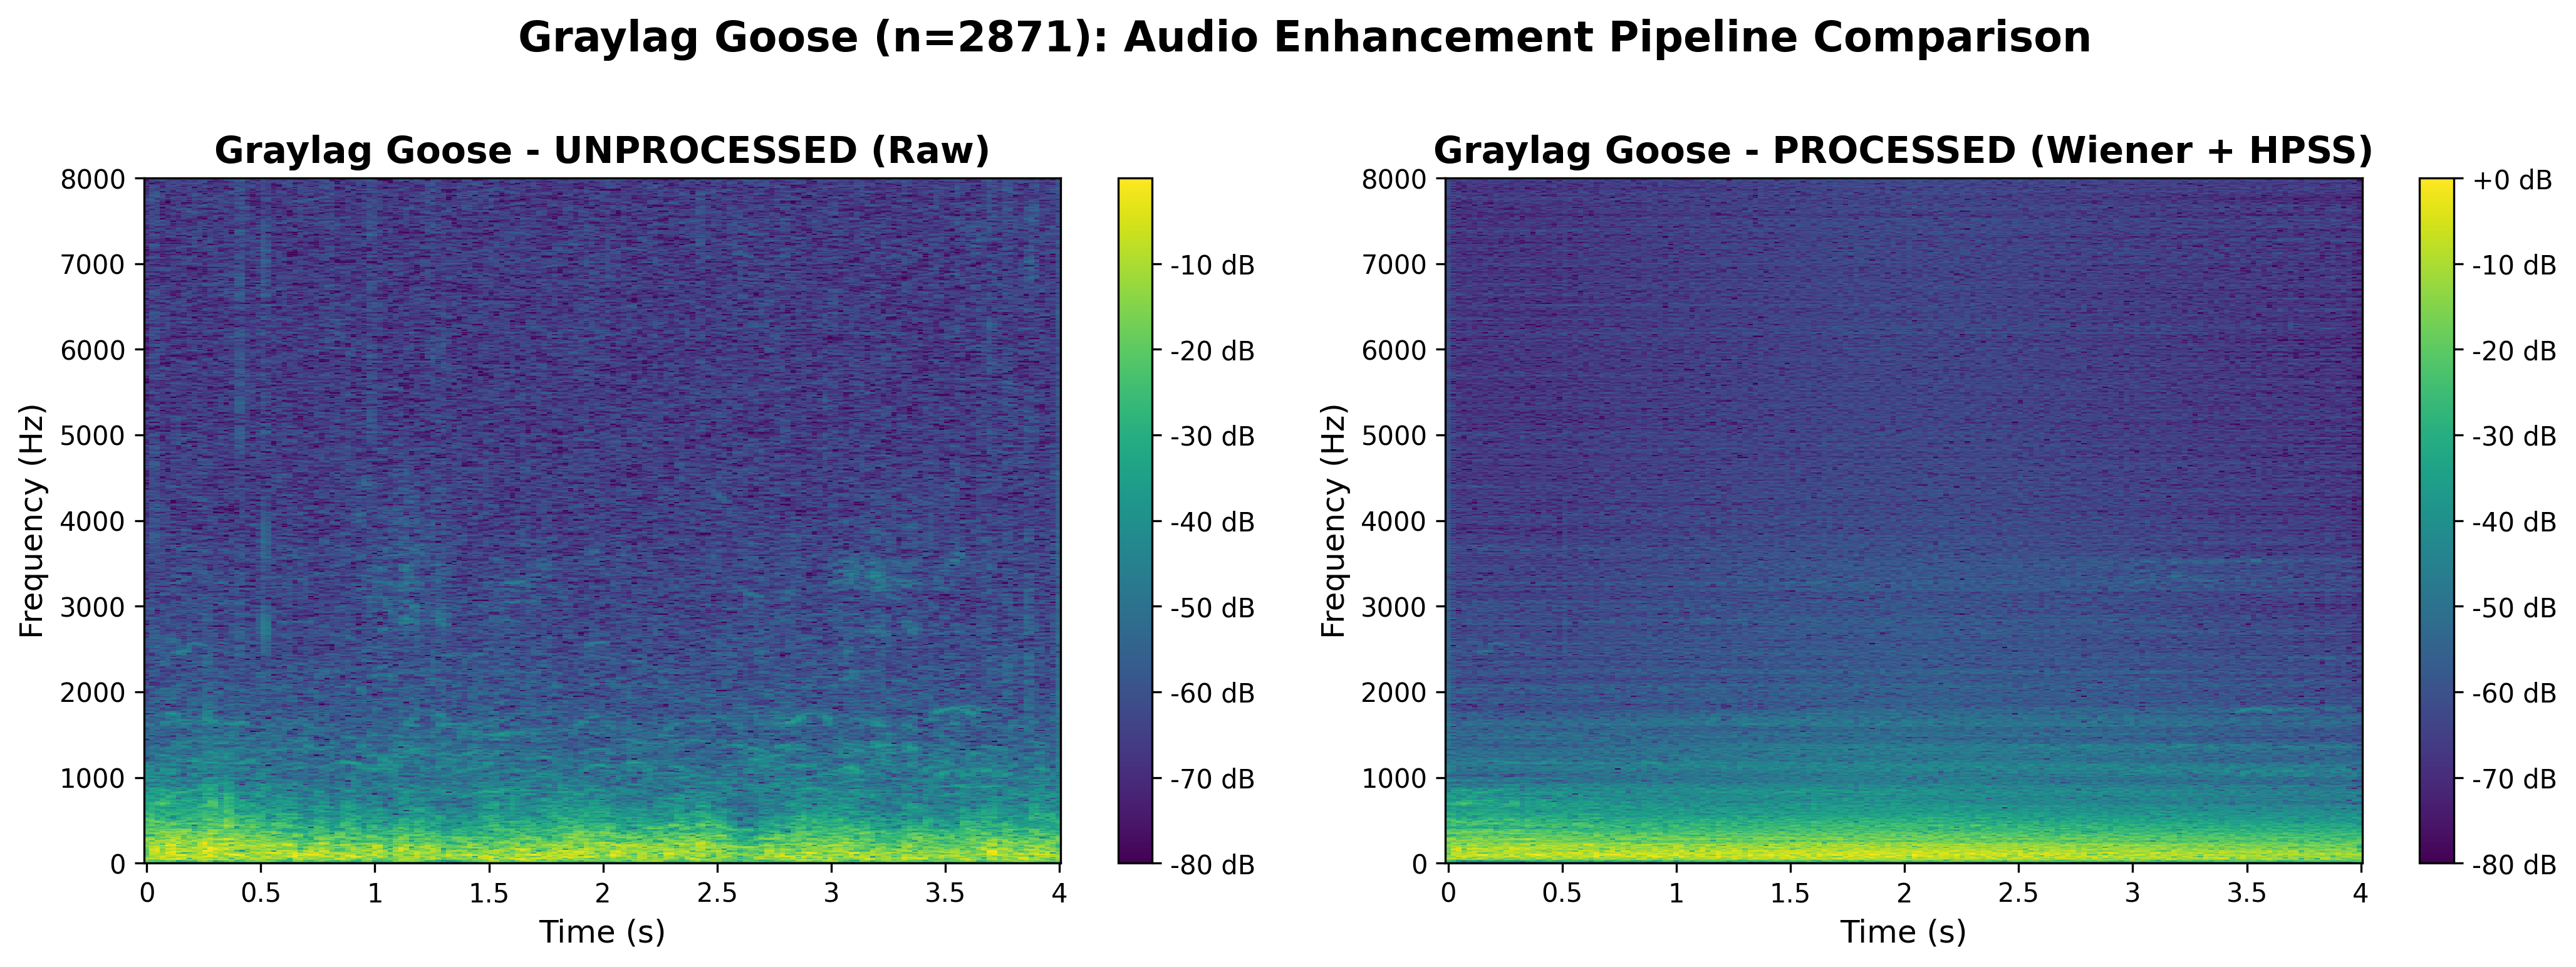 Graylag Goose (n=2871): Audio Enhancement Pipeline Comparison
Graylag Goose - UNPROCESSED (Raw)
8000
7000
6000
5000
4000
3000
2000
1000
0
Frequency (Hz)
0
0.5
1
1.5
2
2.5
3
3.5
4
Time (s)
-10 dB
-20 dB
-30 dB
-40 dB
-50 dB
-60 dB
-70 dB
-80 dB
Graylag Goose - PROCESSED (Wiener + HPSS)
8000
7000
6000
5000
4000
3000
2000
1000
0
Frequency (Hz)
0
0.5
1
1.5
2
2.5
3
3.5
4
Time (s)
+0 dB
-10 dB
-20 dB
-30 dB
-40 dB
-50 dB
-60 dB
-70 dB
-80 dB